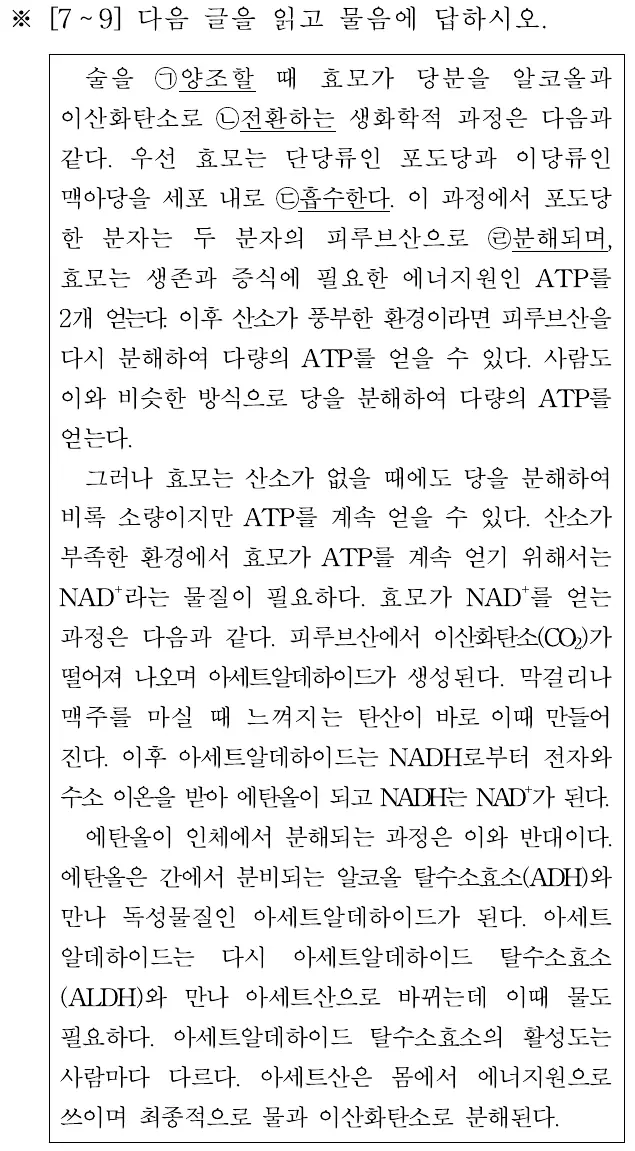 ※ [7～9] 다음 글을 읽고 물음에 답하시오.
술을 ㉠양조할 때 효모가 당분을 알코올과
이산화탄소로 ㉡전환하는 생화학적 과정은 다음과
같다. 우선 효모는 단당류인 포도당과 이당류인
맥아당을 세포 내로 ㉢흡수한다. 이 과정에서 포도당
한 분자는 두 분자의 피루브산으로 ㉣분해되며,
효모는 생존과 증식에 필요한 에너지원인 ATP를
2개 얻는다. 이후 산소가 풍부한 환경이라면 피루브산을
다시 분해하여 다량의 ATP를 얻을 수 있다. 사람도
이와 비슷한 방식으로 당을 분해하여 다량의 ATP를
얻는다.
그러나 효모는 산소가 없을 때에도 당을 분해하여
비록 소량이지만 ATP를 계속 얻을 수 있다. 산소가
부족한 환경에서 효모가 ATP를 계속 얻기 위해서는
NAD⁺라는 물질이 필요하다. 효모가 NAD⁺를 얻는
과정은 다음과 같다. 피루브산에서 이산화탄소(CO₂)가
떨어져 나오며 아세트알데하이드가 생성된다. 막걸리나
맥주를 마실 때 느껴지는 탄산이 바로 이때 만들어
진다. 이후 아세트알데하이드는 NADH로부터 전자와
수소 이온을 받아 에탄올이 되고 NADH는 NAD⁺가 된다.
에탄올이 인체에서 분해되는 과정은 이와 반대이다.
에탄올은 간에서 분비되는 알코올 탈수소효소(ADH)와
만나 독성물질인 아세트알데하이드가 된다. 아세트
알데하이드는 다시 아세트알데하이드 탈수소효소
(ALDH)와 만나 아세트산으로 바뀌는데 이때 물도
필요하다. 아세트알데하이드 탈수소효소의 활성도는
사람마다 다르다. 아세트산은 몸에서 에너지원으로
쓰이며 최종적으로 물과 이산화탄소로 분해된다.